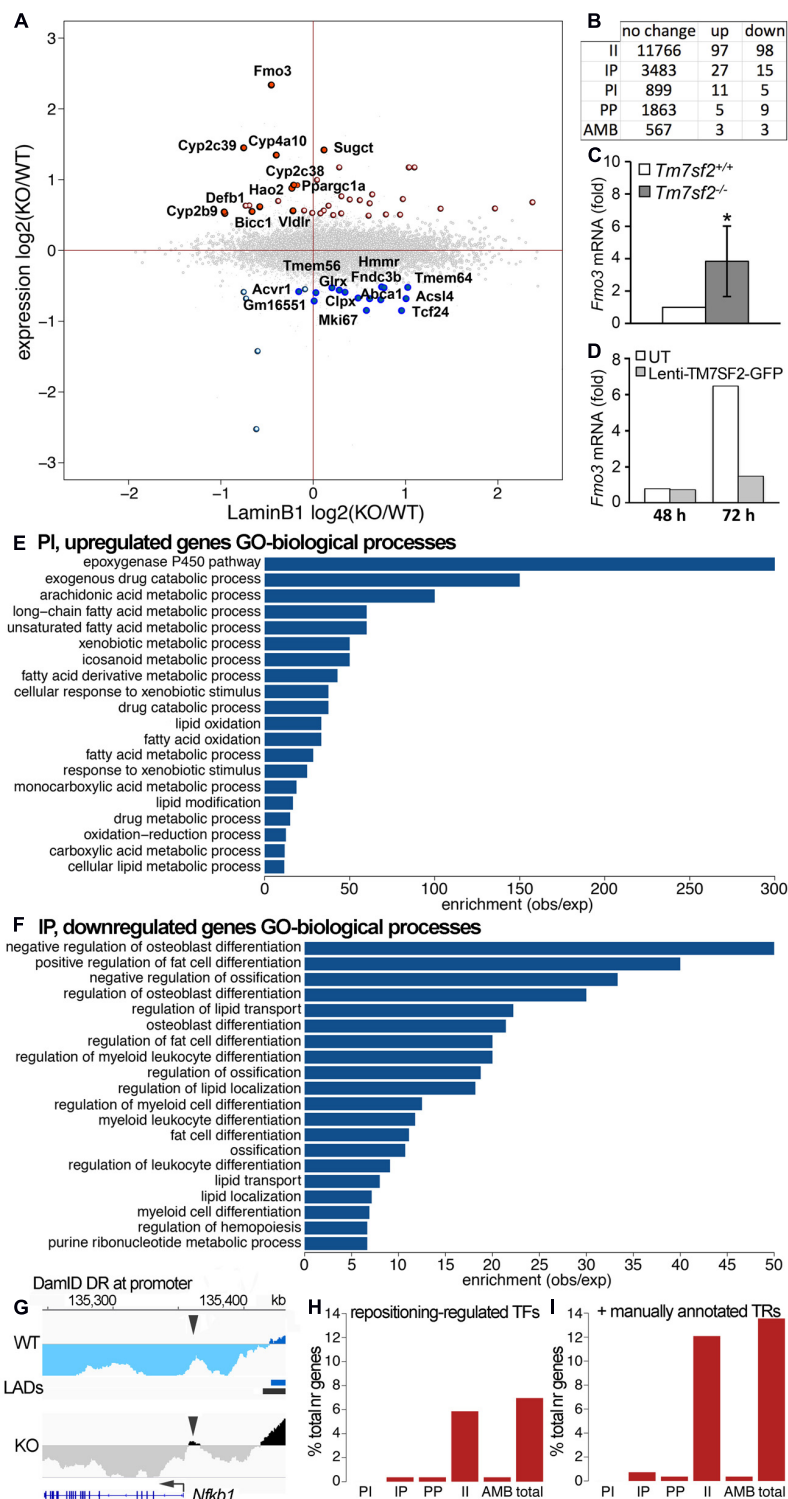 A
3
2
1
0
−1
−2
−3
expression log2(KO/WT)
Fmo3
Cyp2c39 Cyp4a10
Sugct
Cyp2c38
Hao2 Ppargc1a
Defb1
Cyp2b9
Bicc1 Vldlr
Tmem56 Hmmr
Acvr1 Glrx Fndc3b Tmem64
Gm16551 Clpx Abca1 Acsl4
Mki67 Tcf24
−2 −1 0 1 2
LaminB1 log2(KO/WT)
B
no change up down
II 11766 97 98
IP 3483 27 15
PI 899 11 5
PP 1863 5 9
AMB 567 3 3
C
Fmo3 mRNA (fold)
10
8
6
4
2
0
Tm7sf2+/+
Tm7sf2-/-
*
D
Fmo3 mRNA (fold)
8
6
4
2
0
UT
Lenti-TM7SF2-GFP
48 h 72 h
E PI, upregulated genes GO-biological processes
epoxygenase P450 pathway
exogenous drug catabolic process
arachidonic acid metabolic process
long−chain fatty acid metabolic process
unsaturated fatty acid metabolic process
xenobiotic metabolic process
icosanoid metabolic process
fatty acid derivative metabolic process
cellular response to xenobiotic stimulus
drug catabolic process
lipid oxidation
fatty acid oxidation
fatty acid metabolic process
response to xenobiotic stimulus
monocarboxylic acid metabolic process
lipid modification
drug metabolic process
oxidation−reduction process
carboxylic acid metabolic process
cellular lipid metabolic process
0 50 100 150 200 250 300
enrichment (obs/exp)
F IP, downregulated genes GO-biological processes
negative regulation of osteoblast differentiation
positive regulation of fat cell differentiation
negative regulation of ossification
regulation of osteoblast differentiation
regulation of lipid transport
osteoblast differentiation
regulation of fat cell differentiation
regulation of myeloid leukocyte differentiation
regulation of ossification
regulation of lipid localization
regulation of myeloid cell differentiation
myeloid leukocyte differentiation
fat cell differentiation
ossification
regulation of leukocyte differentiation
lipid transport
lipid localization
myeloid cell differentiation
regulation of hemopoiesis
purine ribonucleotide metabolic process
0 5 10 15 20 25 30 35 40 45 50
enrichment (obs/exp)
DamID DR at promoter
G 135,300 135,400 kb
WT
LADs
KO
Nfkb1
H
repositioning-regulated TFs
% total nr genes
14
12
10
8
6
4
2
0
PI IP PP II AMB total
I
+ manually annotated TRs
% total nr genes
14
12
10
8
6
4
2
0
PI IP PP II AMB total